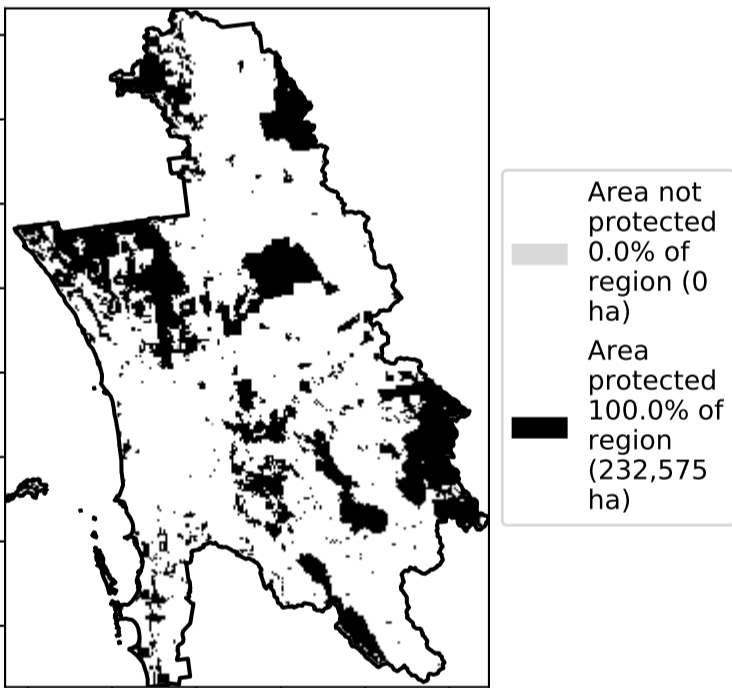 Area not
protected
0.0% of
region (0
ha)
Area
protected
100.0% of
region
(232,575
ha)